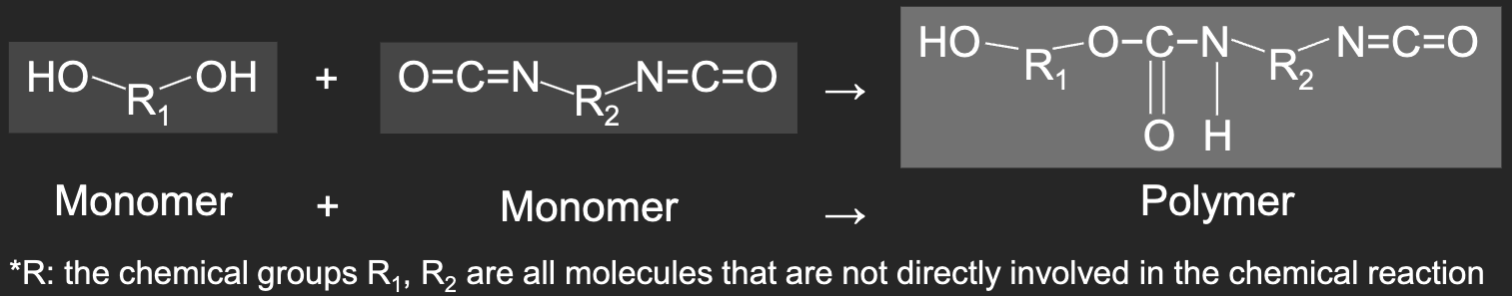 HO R₁ OH + O=C=N R₂ N=C=O → HO R₁ O–C–N R₂ N=C=O
O H
Monomer + Monomer → Polymer
*R: the chemical groups R₁, R₂ are all molecules that are not directly involved in the chemical reaction